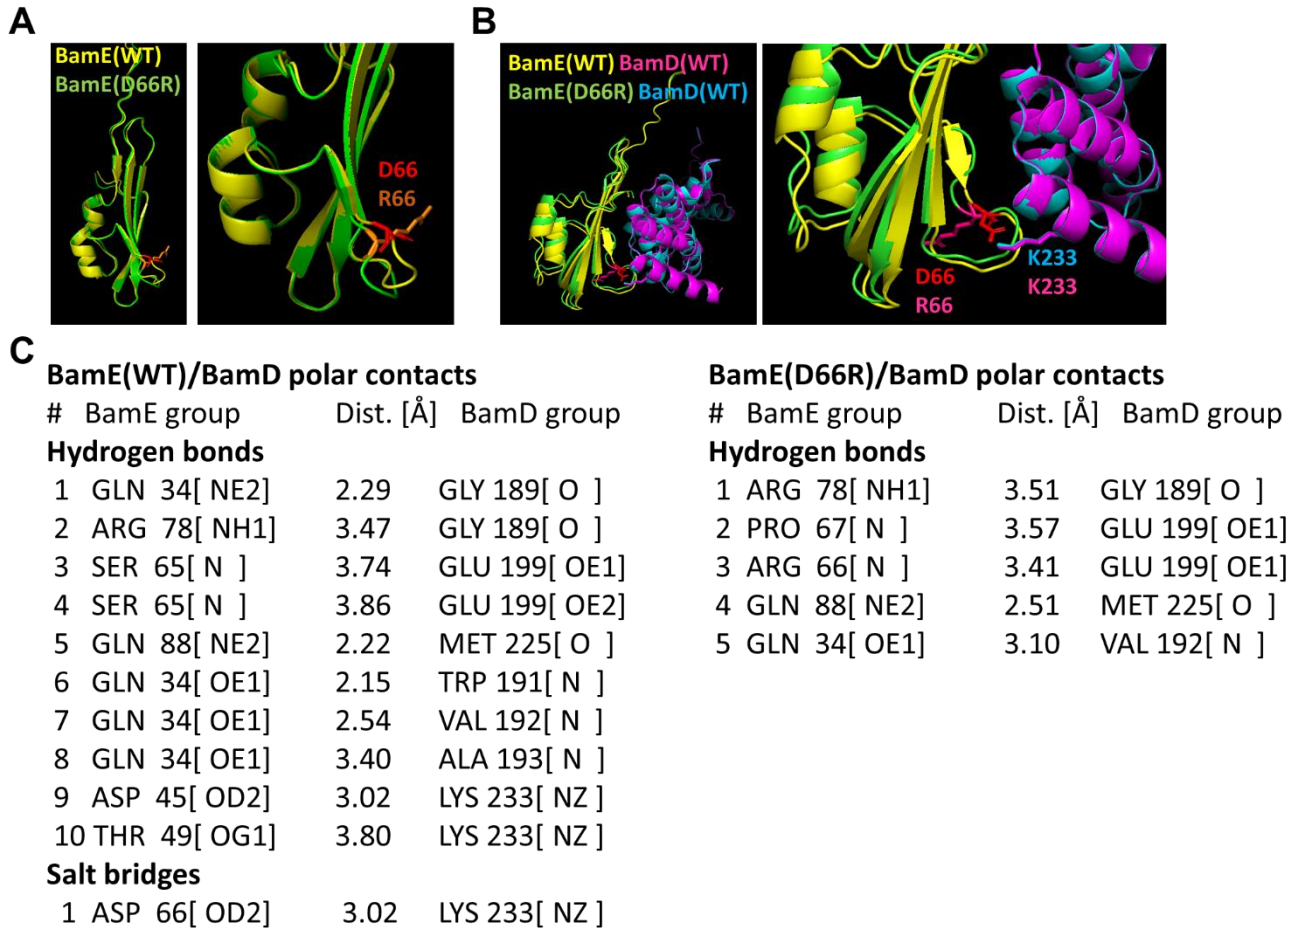 A
BamE(WT)
BamE(D66R)
D66
R66
B
BamE(WT) BamD(WT)
BamE(D66R) BamD(WT)
D66
R66
K233
K233
C
BamE(WT)/BamD polar contacts
# BamE group Dist. [Å] BamD group
Hydrogen bonds
1 GLN 34[ NE2] 2.29 GLY 189[ O ]
2 ARG 78[ NH1] 3.47 GLY 189[ O ]
3 SER 65[ N ] 3.74 GLU 199[ OE1]
4 SER 65[ N ] 3.86 GLU 199[ OE2]
5 GLN 88[ NE2] 2.22 MET 225[ O ]
6 GLN 34[ OE1] 2.15 TRP 191[ N ]
7 GLN 34[ OE1] 2.54 VAL 192[ N ]
8 GLN 34[ OE1] 3.40 ALA 193[ N ]
9 ASP 45[ OD2] 3.02 LYS 233[ NZ ]
10 THR 49[ OG1] 3.80 LYS 233[ NZ ]
Salt bridges
1 ASP 66[ OD2] 3.02 LYS 233[ NZ ]
BamE(D66R)/BamD polar contacts
# BamE group Dist. [Å] BamD group
Hydrogen bonds
1 ARG 78[ NH1] 3.51 GLY 189[ O ]
2 PRO 67[ N ] 3.57 GLU 199[ OE1]
3 ARG 66[ N ] 3.41 GLU 199[ OE1]
4 GLN 88[ NE2] 2.51 MET 225[ O ]
5 GLN 34[ OE1] 3.10 VAL 192[ N ]